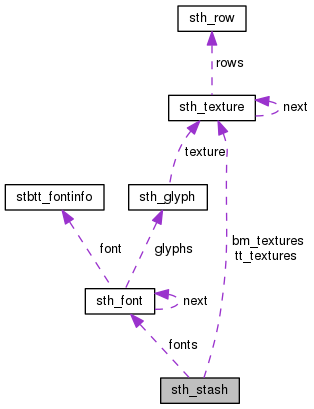 sth_row
rows
sth_texture
next
texture
stbtt_fontinfo
sth_glyph
font
glyphs
bm_textures
tt_textures
sth_font
next
fonts
sth_stash